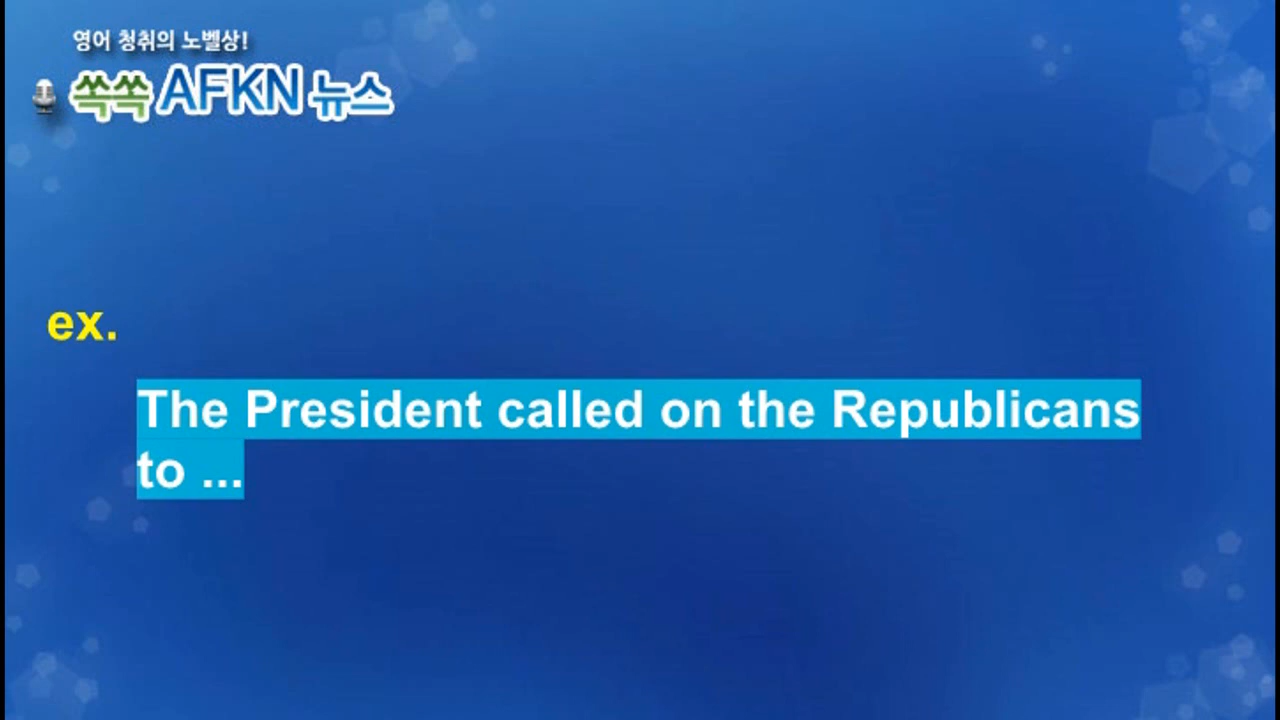 영어 청취의 노벨상!
쏙쏙 AFKN 뉴스
ex.
The President called on the Republicans
to ...